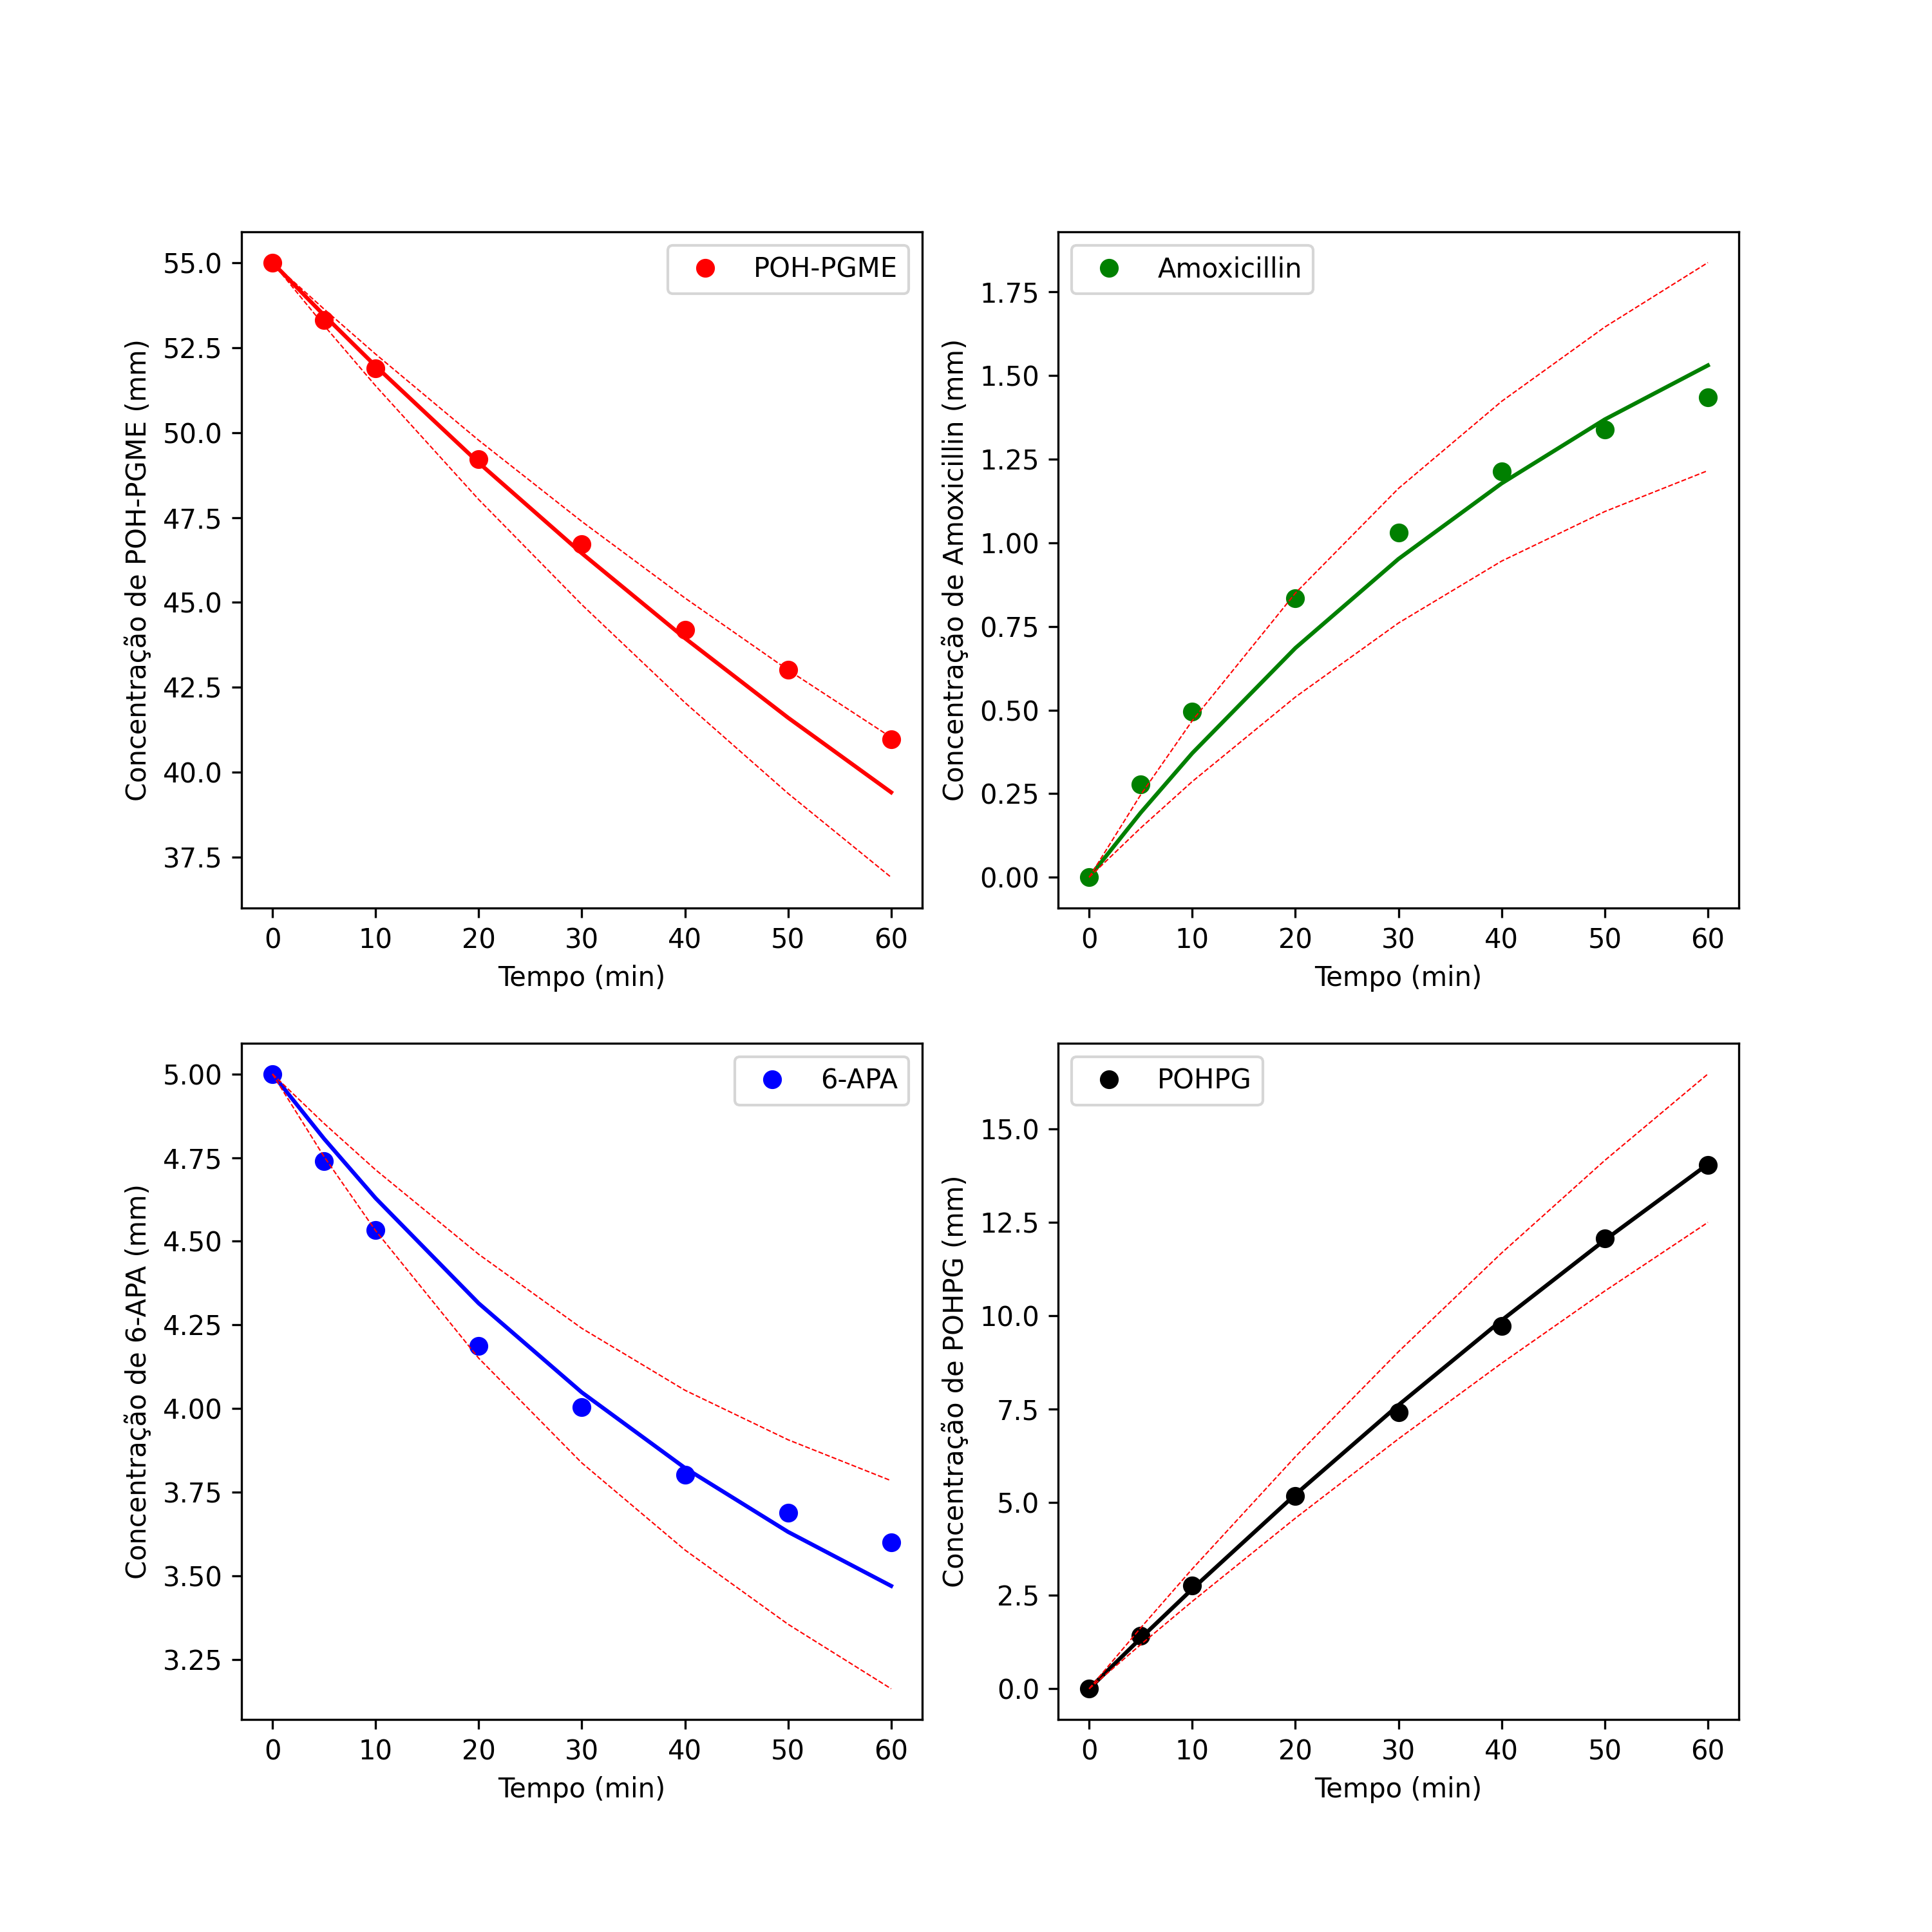 POH-PGME
55.0
52.5
50.0
47.5
45.0
42.5
40.0
37.5
Concentração de POH-PGME (mm)
0 10 20 30 40 50 60
Tempo (min)
Amoxicillin
1.75
1.50
1.25
1.00
0.75
0.50
0.25
0.00
Concentração de Amoxicillin (mm)
0 10 20 30 40 50 60
Tempo (min)
6-APA
5.00
4.75
4.50
4.25
4.00
3.75
3.50
3.25
Concentração de 6-APA (mm)
0 10 20 30 40 50 60
Tempo (min)
POHPG
15.0
12.5
10.0
7.5
5.0
2.5
0.0
Concentração de POHPG (mm)
0 10 20 30 40 50 60
Tempo (min)